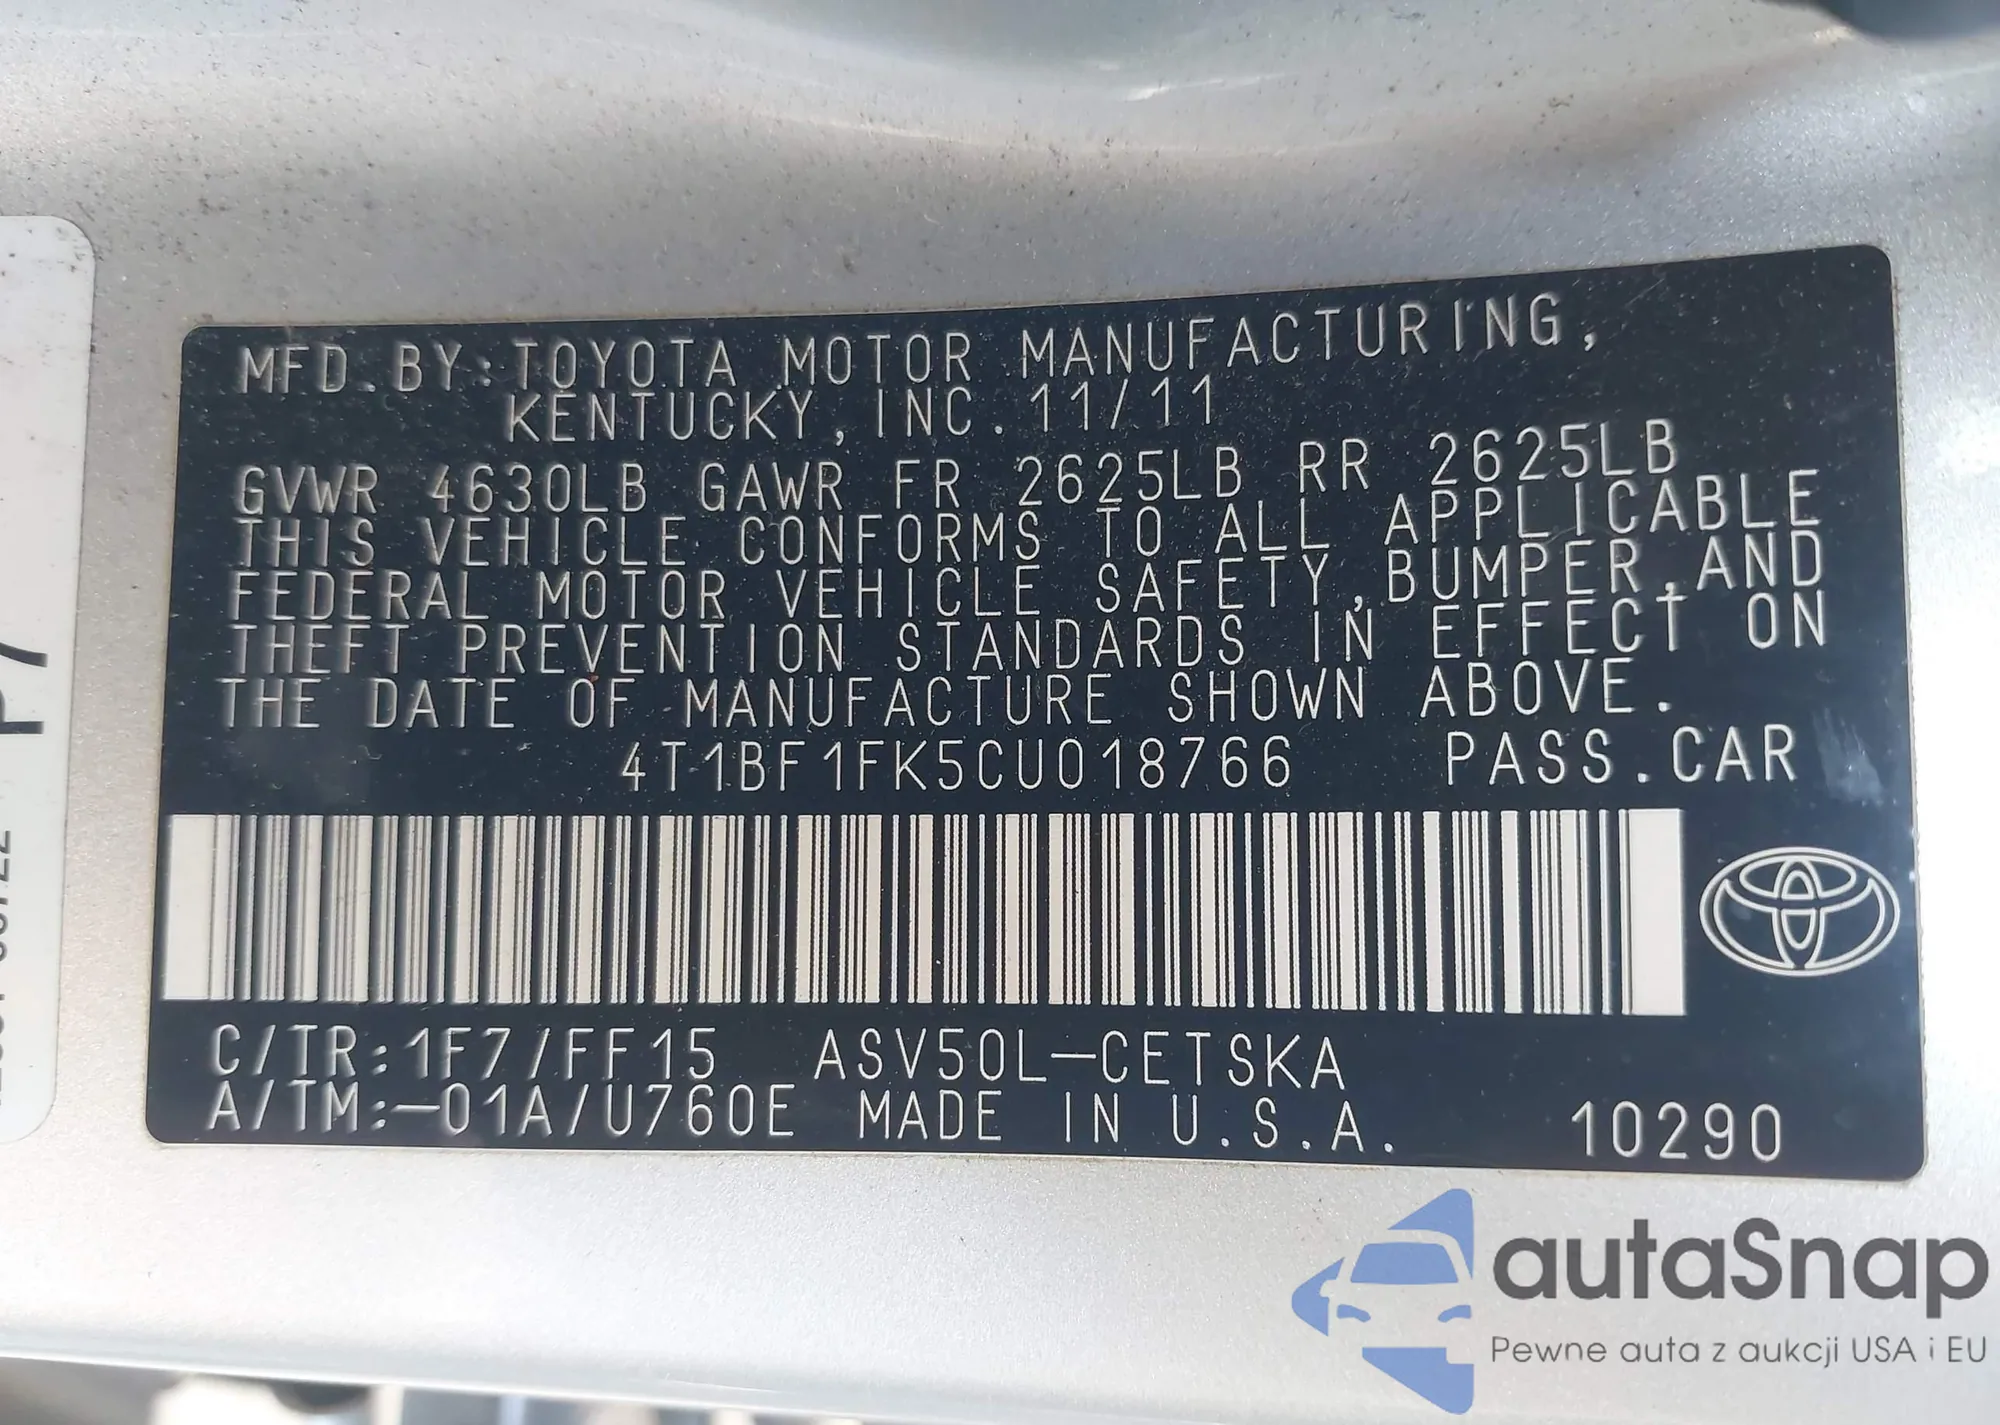 MFD.BY:TOYOTA MOTOR MANUFACTURING,
KENTUCKY, INC. 11/11
GVWR 4630LB GAWR FR 2625LB RR 2625LB
THIS VEHICLE CONFORMS TO ALL APPLICABLE
FEDERAL MOTOR VEHICLE SAFETY, BUMPER, AND
THEFT PREVENTION STANDARDS IN EFFECT ON
THE DATE OF MANUFACTURE SHOWN ABOVE.
4T1BF1FK5CU018766 PASS.CAR
C/TR:1F7/FF15 ASV50L-CETSKA
A/TM:-01A/U760E MADE IN U.S.A. 10290
P7
autaSnap
Pewne auta z aukcji USA i EU